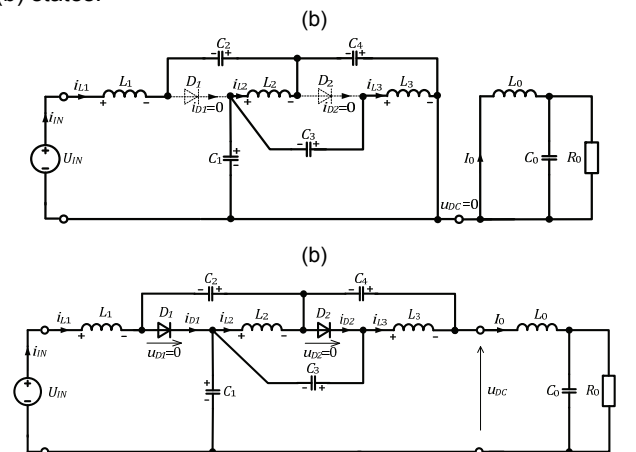 (b) states.
(b)
C2
- +
C4
- +
iL1
L1
+ -
D1
iD1=0
iL2
L2
+ -
D2
iD2=0
iL3
L3
+ -
L0
iIN
UIN
C1
+
-
C3
- +
I0
C0
R0
uDC=0
(b)
C2
- +
C4
- +
iL1
L1
+ -
D1
iD1
uD1=0
iL2
L2
+ -
D2
iD2
uD2=0
iL3
L3
+ -
I0
L0
iIN
UIN
C1
+
-
C3
- +
uDC
C0
R0